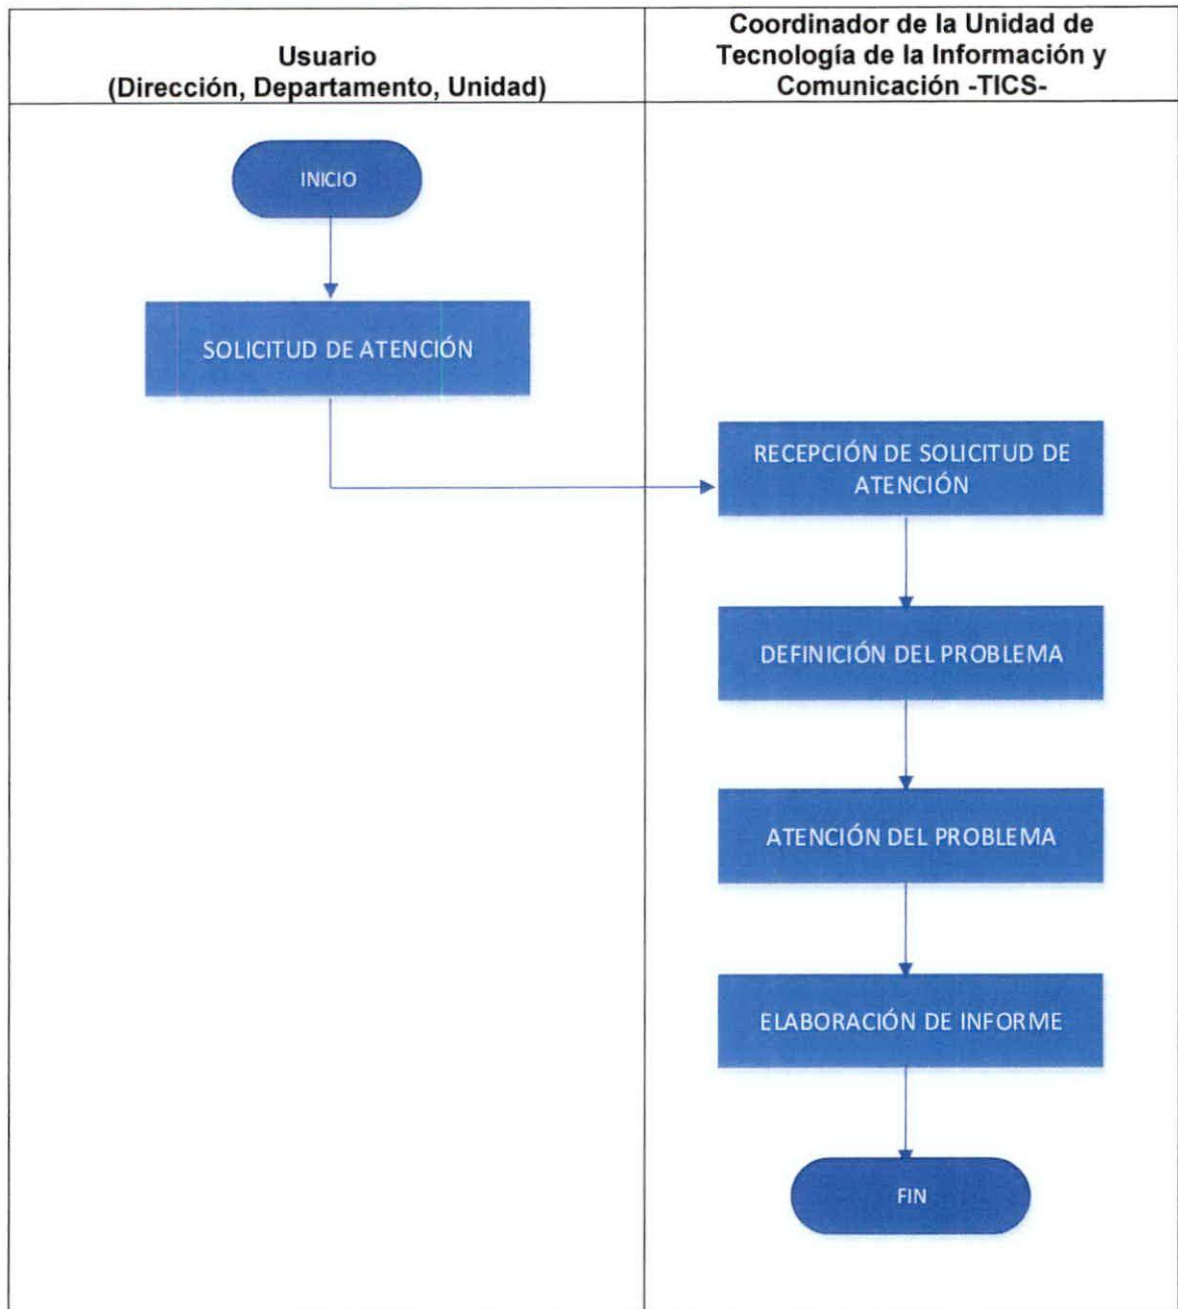 Usuario
(Dirección, Departamento, Unidad)
Coordinador de la Unidad de
Tecnología de la Información y
Comunicación -TICS-
INICIO
SOLICITUD DE ATENCIÓN
RECEPCIÓN DE SOLICITUD DE
ATENCIÓN
DEFINICIÓN DEL PROBLEMA
ATENCIÓN DEL PROBLEMA
ELABORACIÓN DE INFORME
FIN